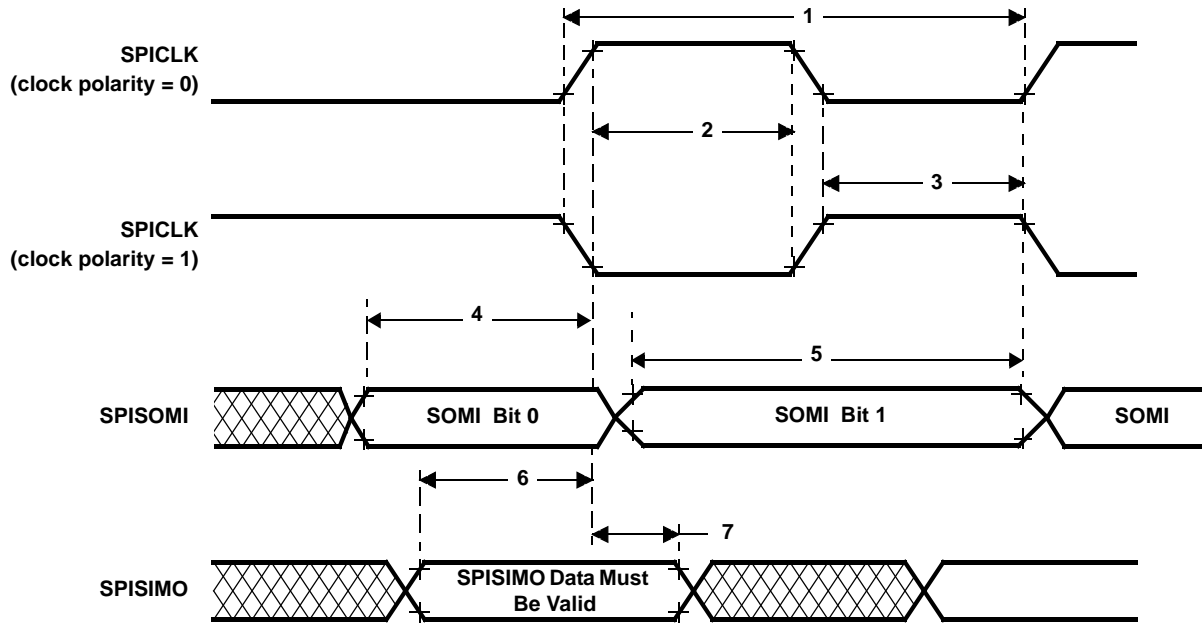 1
SPICLK
(clock polarity = 0)
2
3
SPICLK
(clock polarity = 1)
4
5
SPISOMI
SOMI Bit 0
SOMI Bit 1
SOMI
6
7
SPISIMO
SPISIMO Data Must
Be Valid